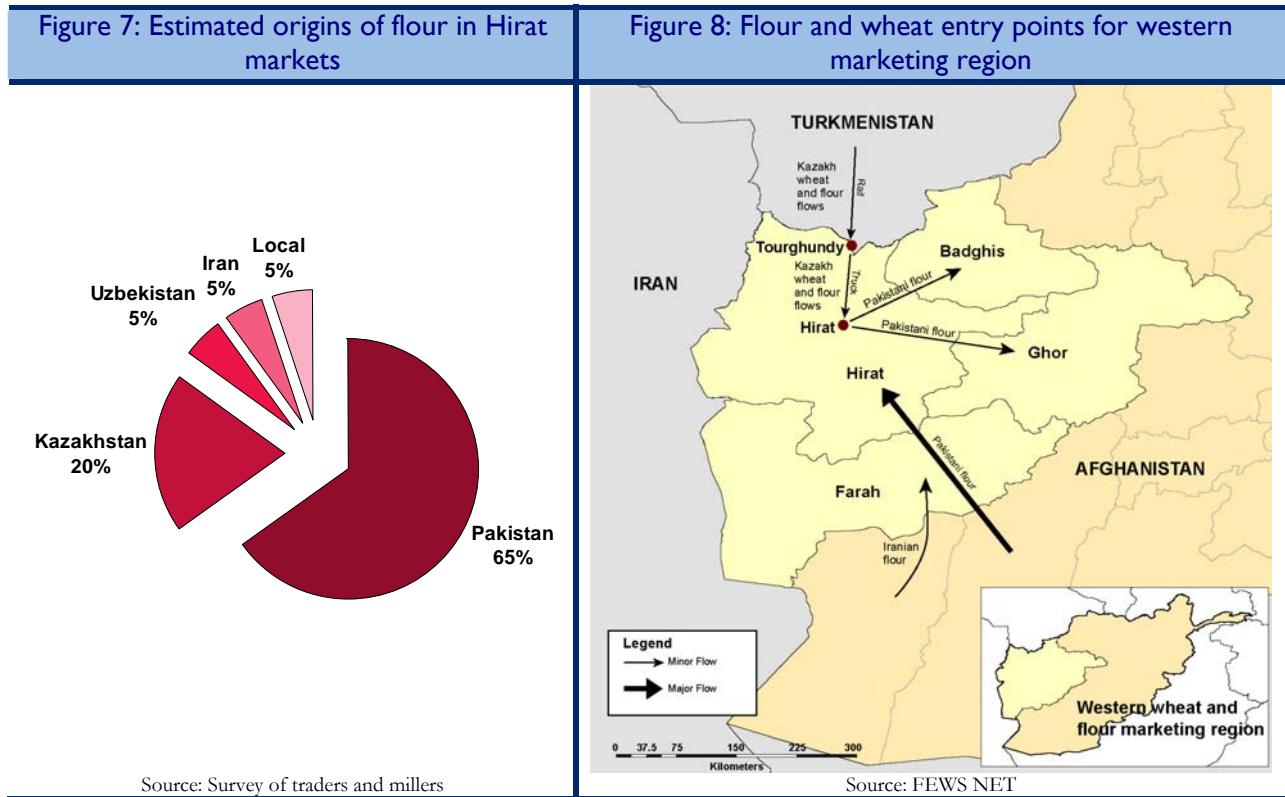 Figure 7: Estimated origins of flour in Hirat
markets
Local
5%
Iran
5%
Uzbekistan
5%
Kazakhstan
20%
Pakistan
65%
Source: Survey of traders and millers
Figure 8: Flour and wheat entry points for western
marketing region
TURKMENISTAN
Kazakh
wheat
and flour
flows
Rail
Tourghundy
Badghis
IRAN
Kazakh
wheat
and flour
flows
Truck
Pakistani flour
Hirat
Pakistani flour
Ghor
Hirat
Pakistani flour
AFGHANISTAN
Farah
Iranian
flour
Legend
Minor Flow
Major Flow
Western wheat and
flour marketing region
0 37.5 75 150 225 300
Kilometers
Source: FEWS NET